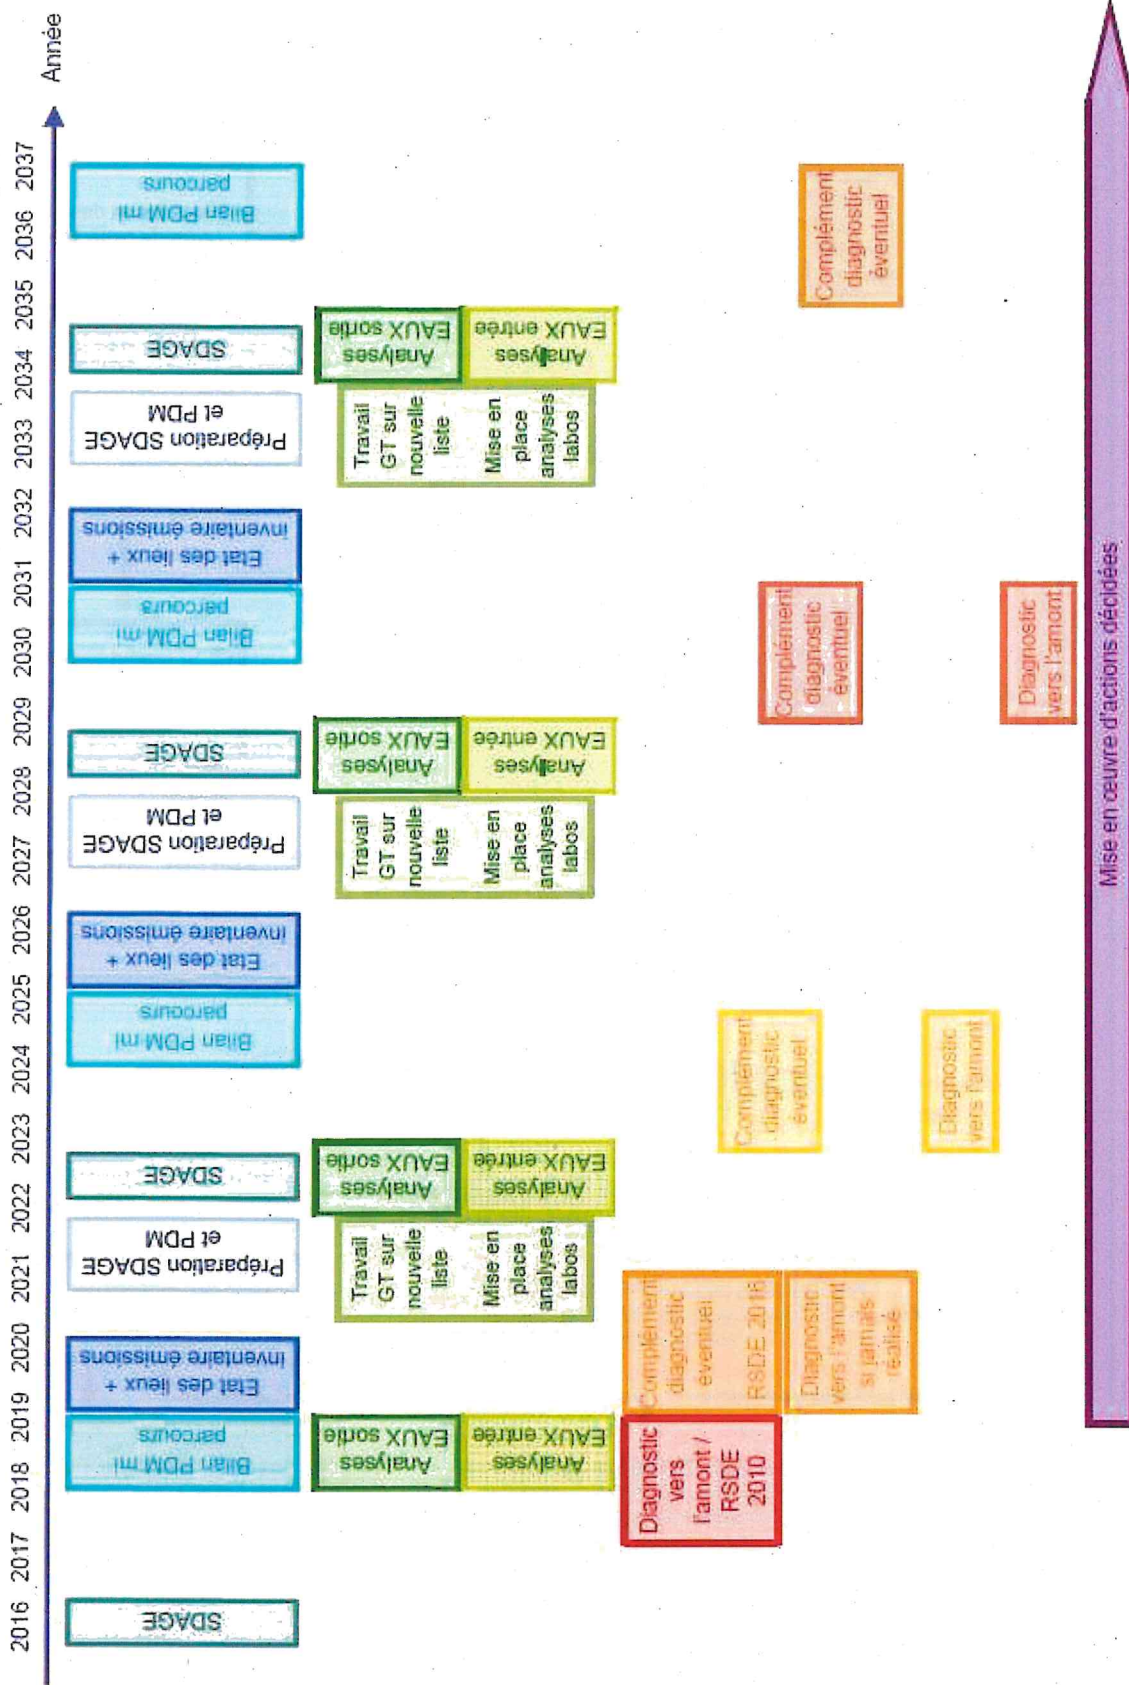 2016 2017 2018 2019 2020 2021 2022 2023 2024 2025 2026 2027 2028 2029 2030 2031 2032 2033 2034 2035 2036 2037
Année
SDAGE
Bilan PDM mi
parcours
Etat des lieux +
inventaire émissions
Préparation SDAGE
et PDM
SDAGE
Bilan PDM mi
parcours
Etat des lieux +
inventaire émissions
Préparation SDAGE
et PDM
SDAGE
Bilan PDM mi
parcours
Etat des lieux +
inventaire émissions
Préparation SDAGE
et PDM
SDAGE
Bilan PDM mi
parcours
Analyses
EAUX sortie
Travail
GT sur
nouvelle
liste
Analyses
EAUX sortie
Travail
GT sur
nouvelle
liste
Analyses
EAUX sortie
Travail
GT sur
nouvelle
liste
Analyses
EAUX sortie
Analyses
EAUX entrée
Mise en
place
analyses
labos
Analyses
EAUX entrée
Mise en
place
analyses
labos
Analyses
EAUX entrée
Mise en
place
analyses
labos
Analyses
EAUX entrée
Diagnostic
vers
l'amont /
RSDE
2010
Complément
diagnostic
éventuel
RSDE 2016
Diagnostic
vers l'amont
si jamais
réalisé
Complément
diagnostic
éventuel
Complément
diagnostic
éventuel
Complément
diagnostic
éventuel
Diagnostic
vers l'amont
Diagnostic
vers l'amont
Mise en œuvre d'actions décidées